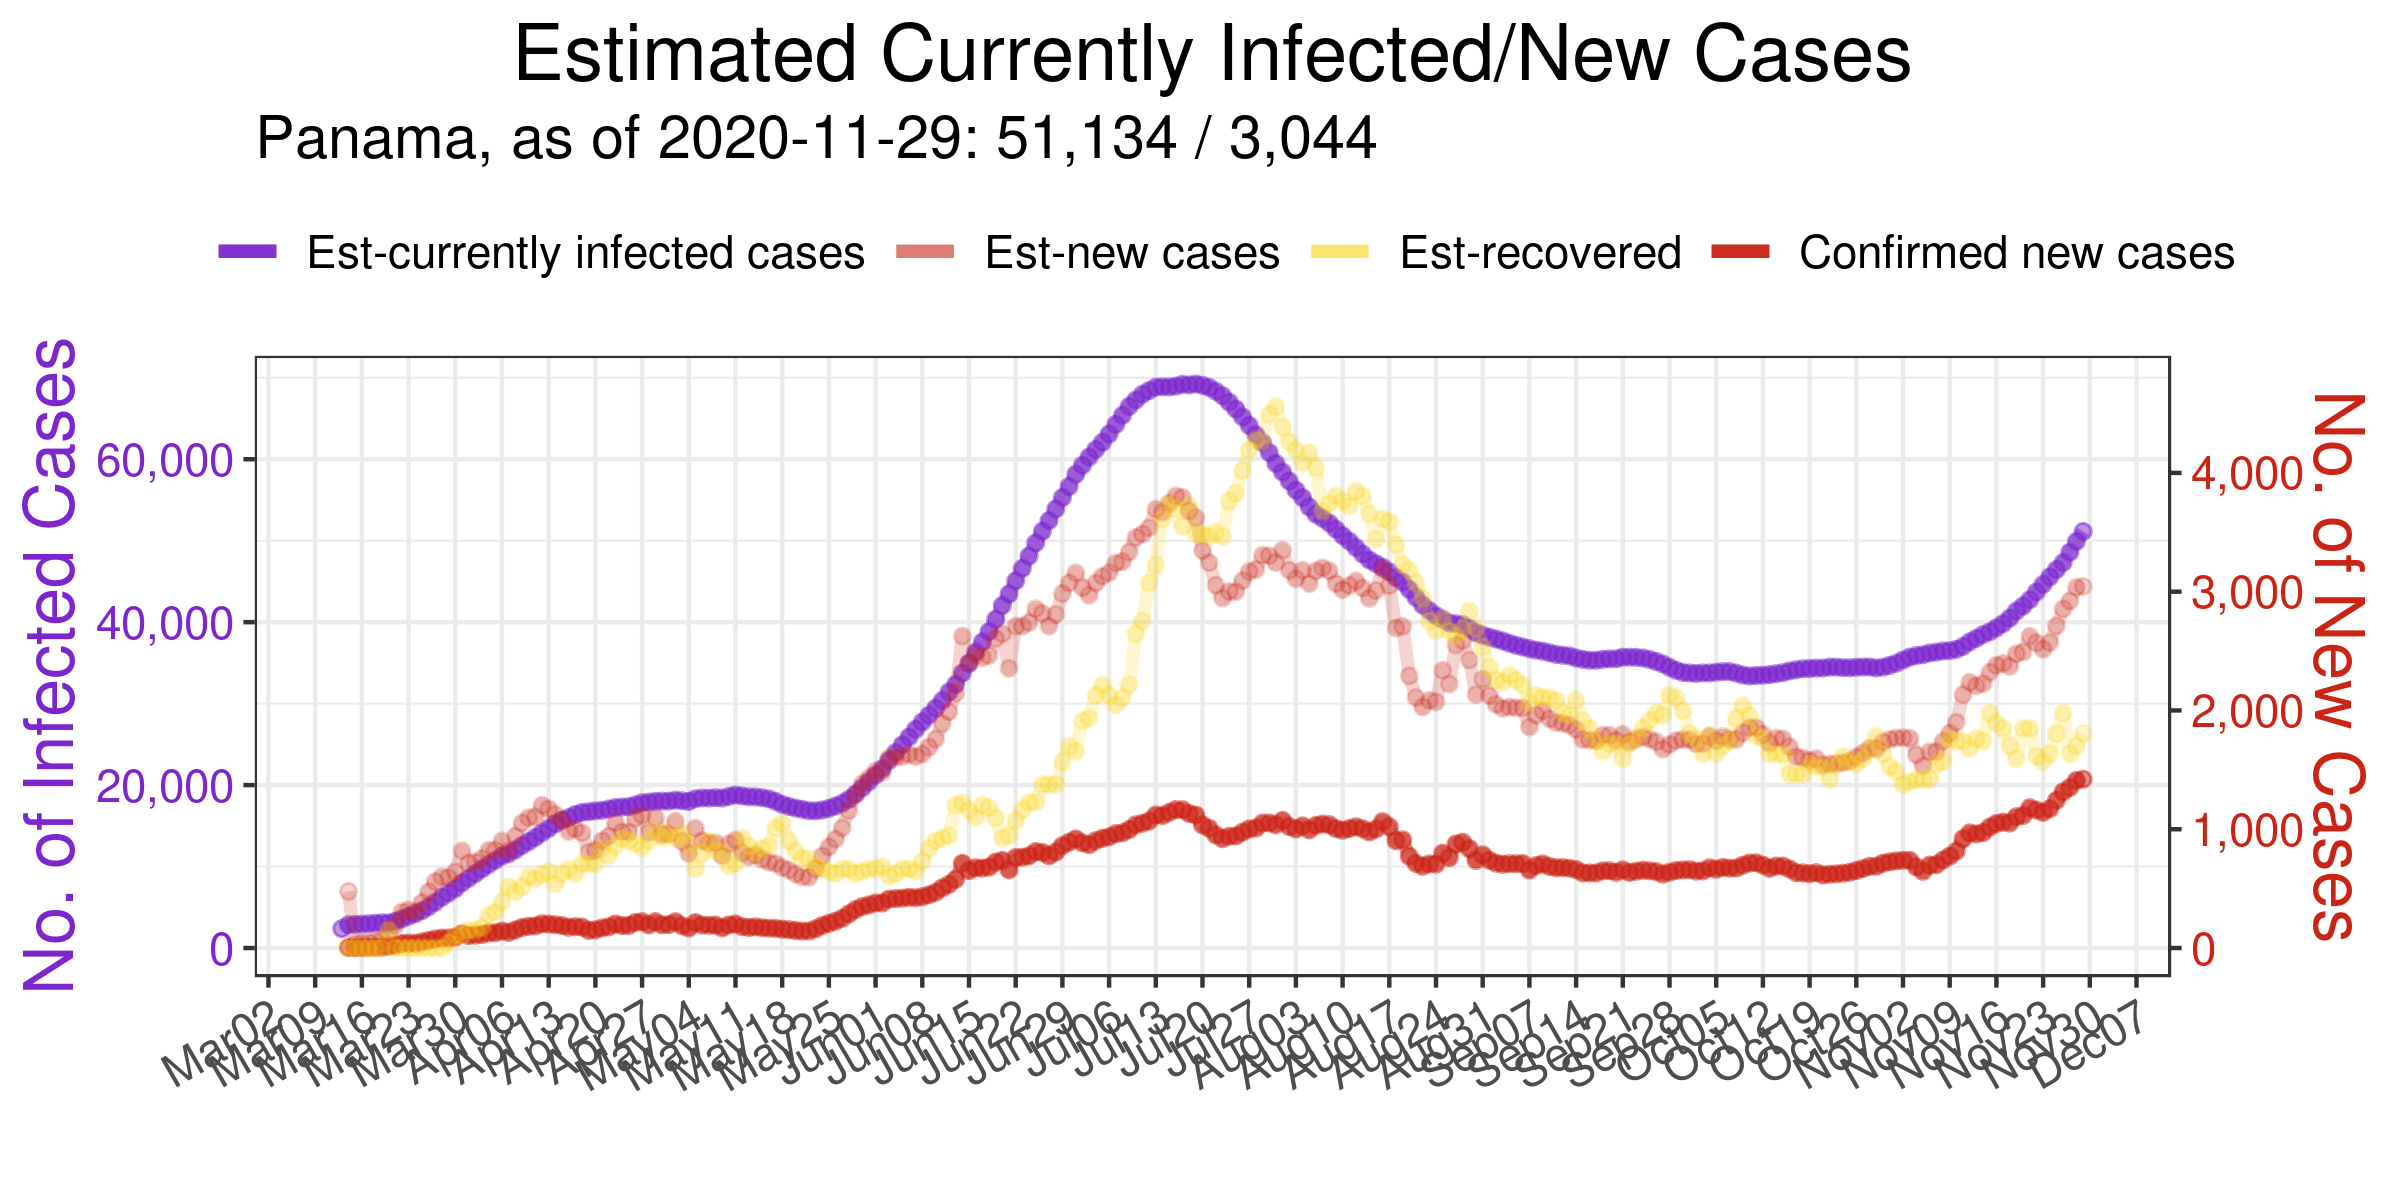 Estimated Currently Infected/New Cases
Panama, as of 2020-11-29: 51,134 / 3,044
Est-currently infected cases Est-new cases Est-recovered Confirmed new cases
No. of Infected Cases
60,000
40,000
20,000
0
4,000
3,000
2,000
1,000
0
No. of New Cases
Mar02 Mar09 Mar16 Mar23 Mar30 Apr06 Apr13 Apr20 Apr27 May04 May11 May18 May25 Jun01 Jun08 Jun15 Jun22 Jun29 Jul06 Jul13 Jul20 Jul27 Aug03 Aug10 Aug17 Aug24 Aug31 Sep07 Sep14 Sep21 Sep28 Oct05 Oct12 Oct19 Oct26 Nov02 Nov09 Nov16 Nov23 Nov30 Dec07